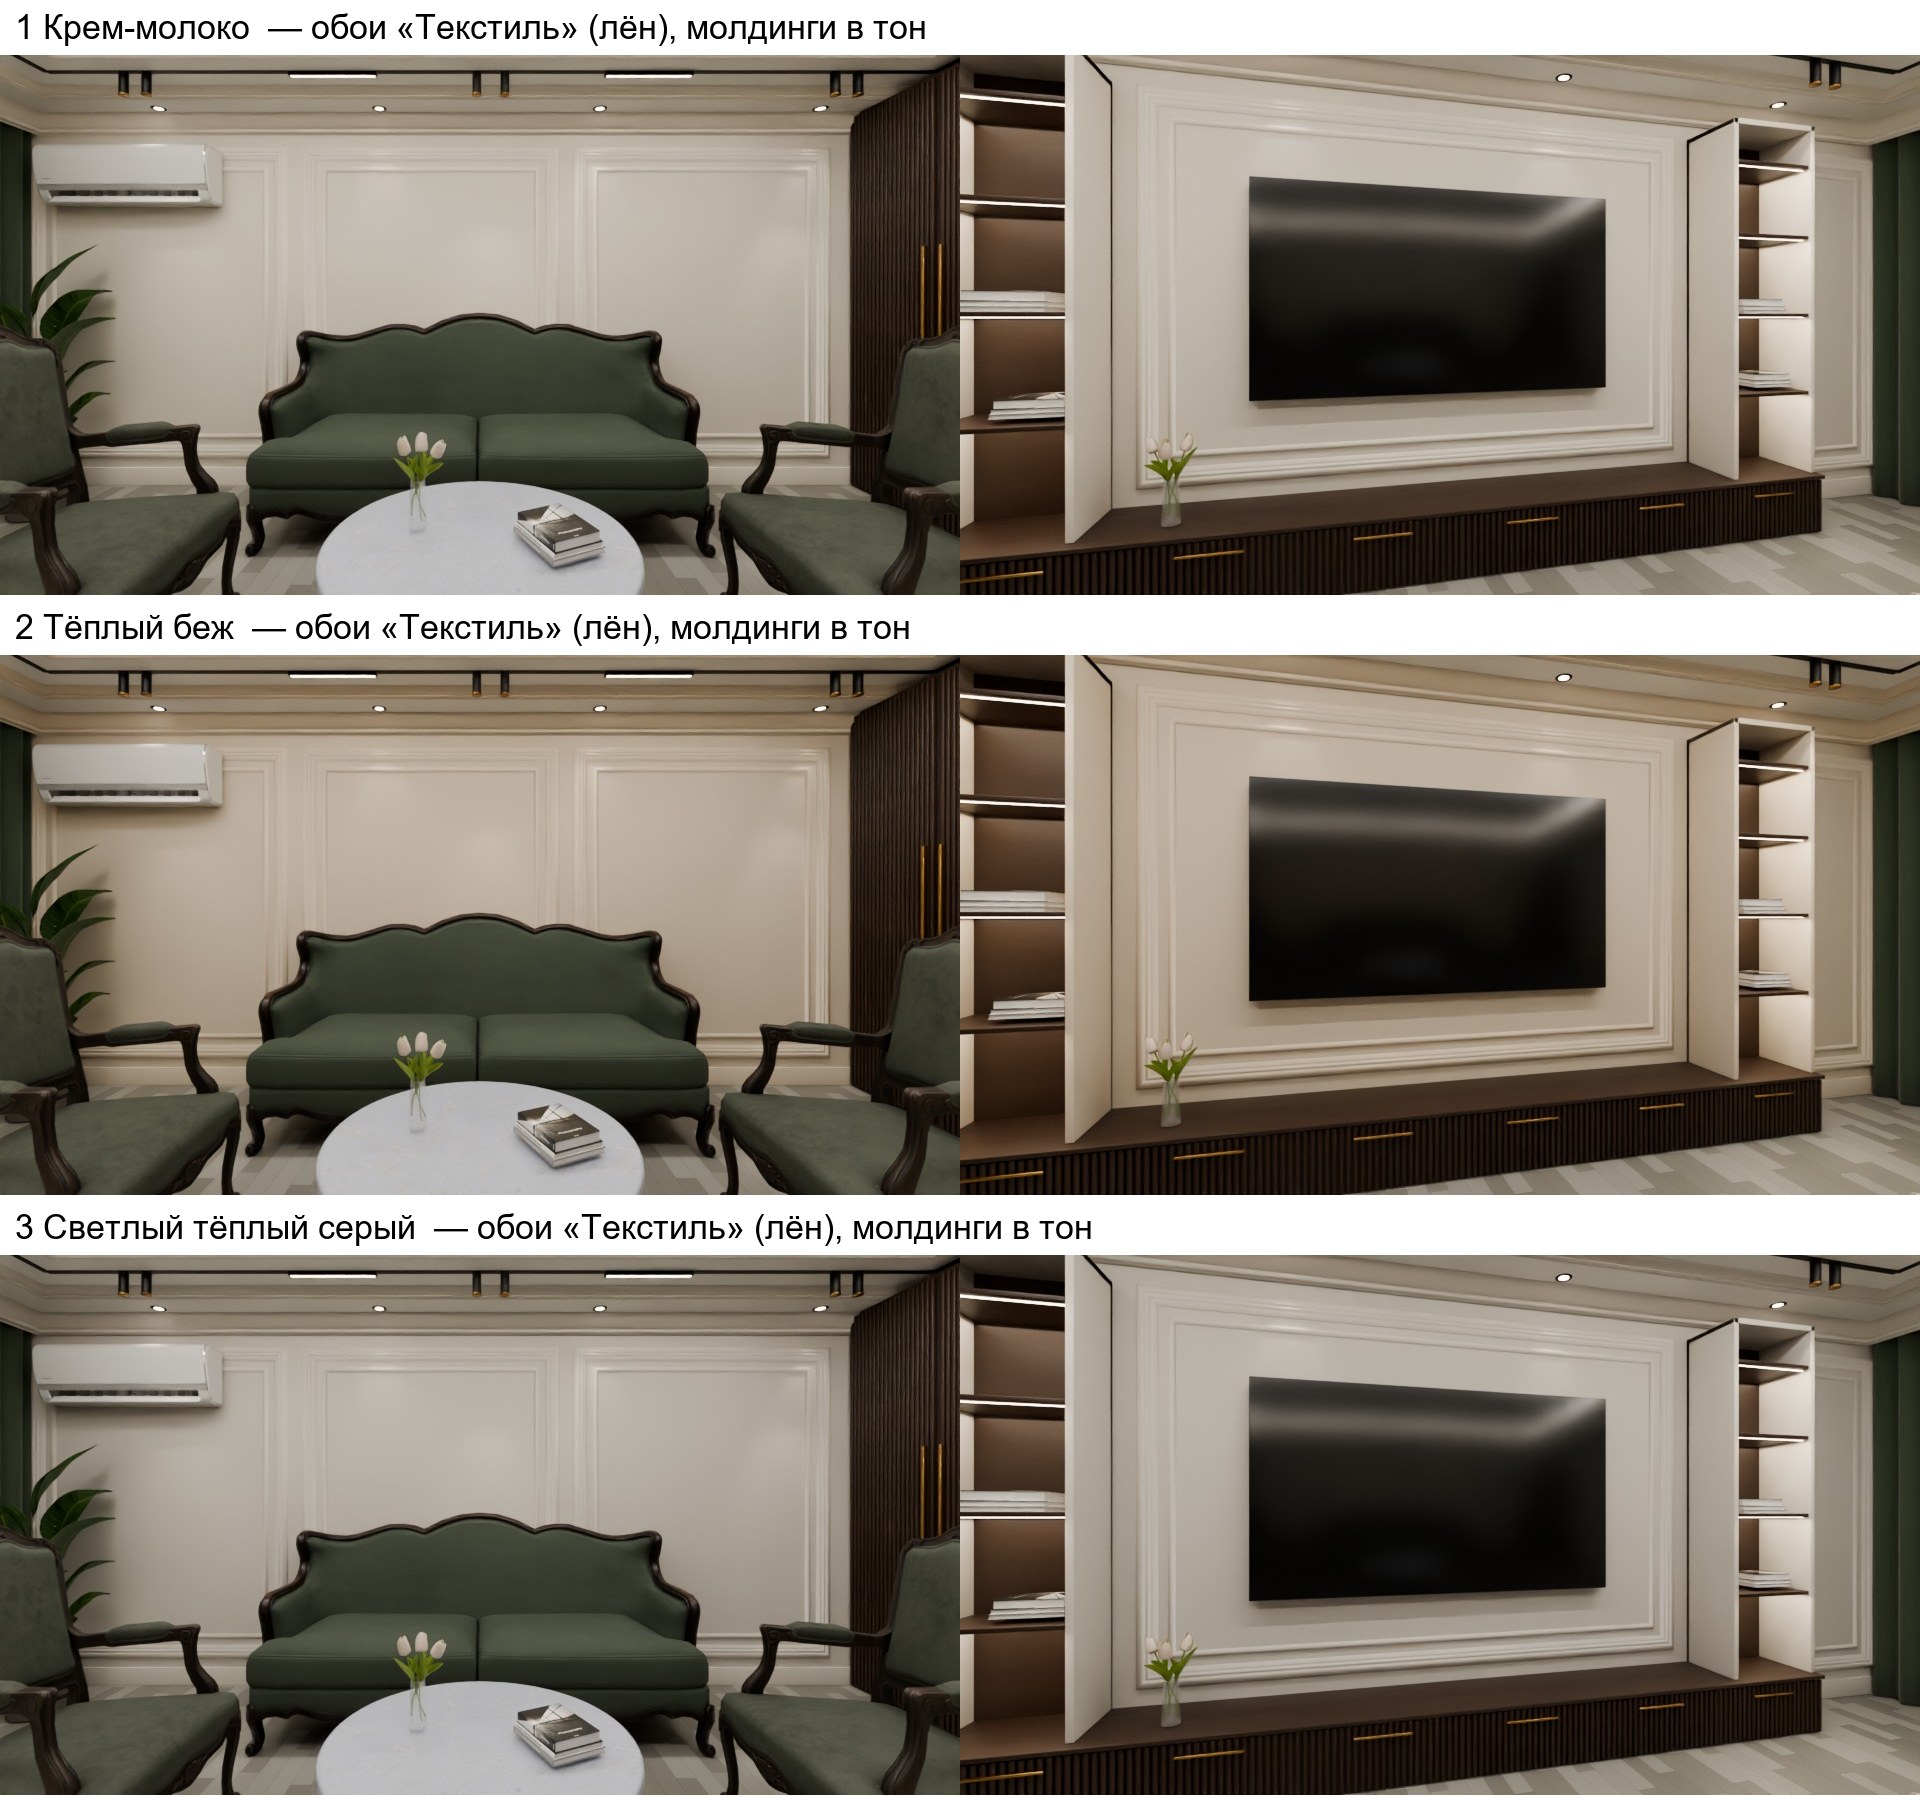 1 Крем-молоко — обои «Текстиль» (лён), молдинги в тон
2 Тёплый беж — обои «Текстиль» (лён), молдинги в тон
3 Светлый тёплый серый — обои «Текстиль» (лён), молдинги в тон